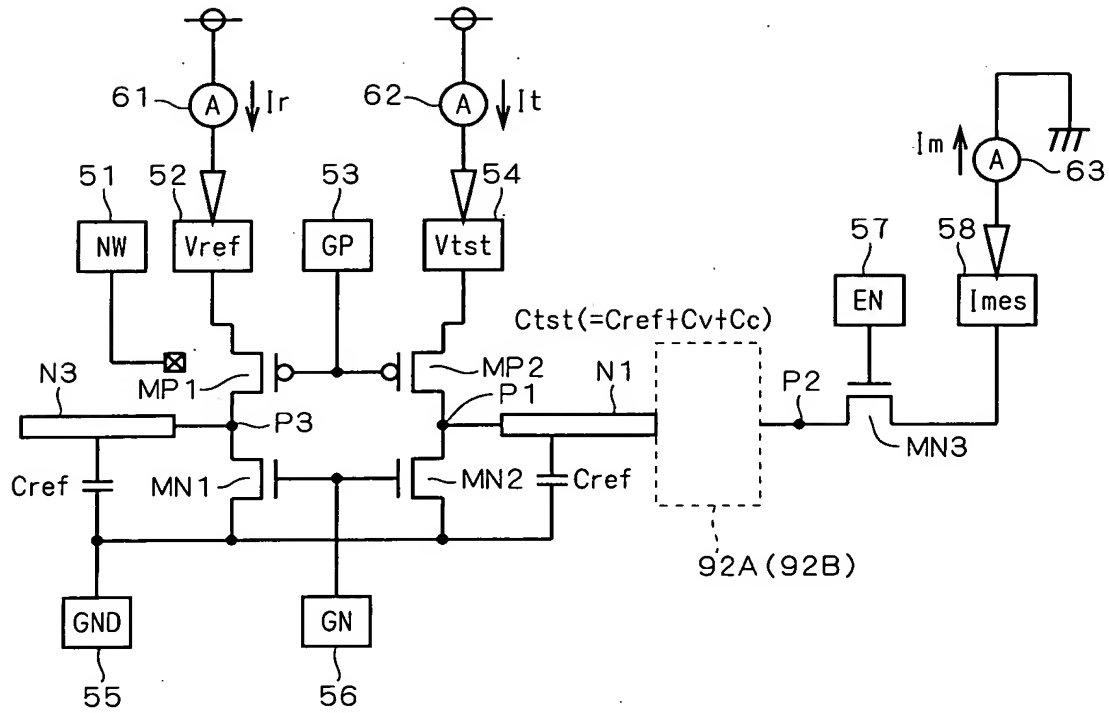 61
A
Ir
62
A
It
Im
A
63
51
52
53
54
NW
Vref
GP
Vtst
57
58
EN
Imes
Ctst(=Cref+Cv+Cc)
N3
MP1
MP2
P3
P1
N1
P2
MN3
Cref
MN1
MN2
Cref
92A(92B)
GND
GN
55
56